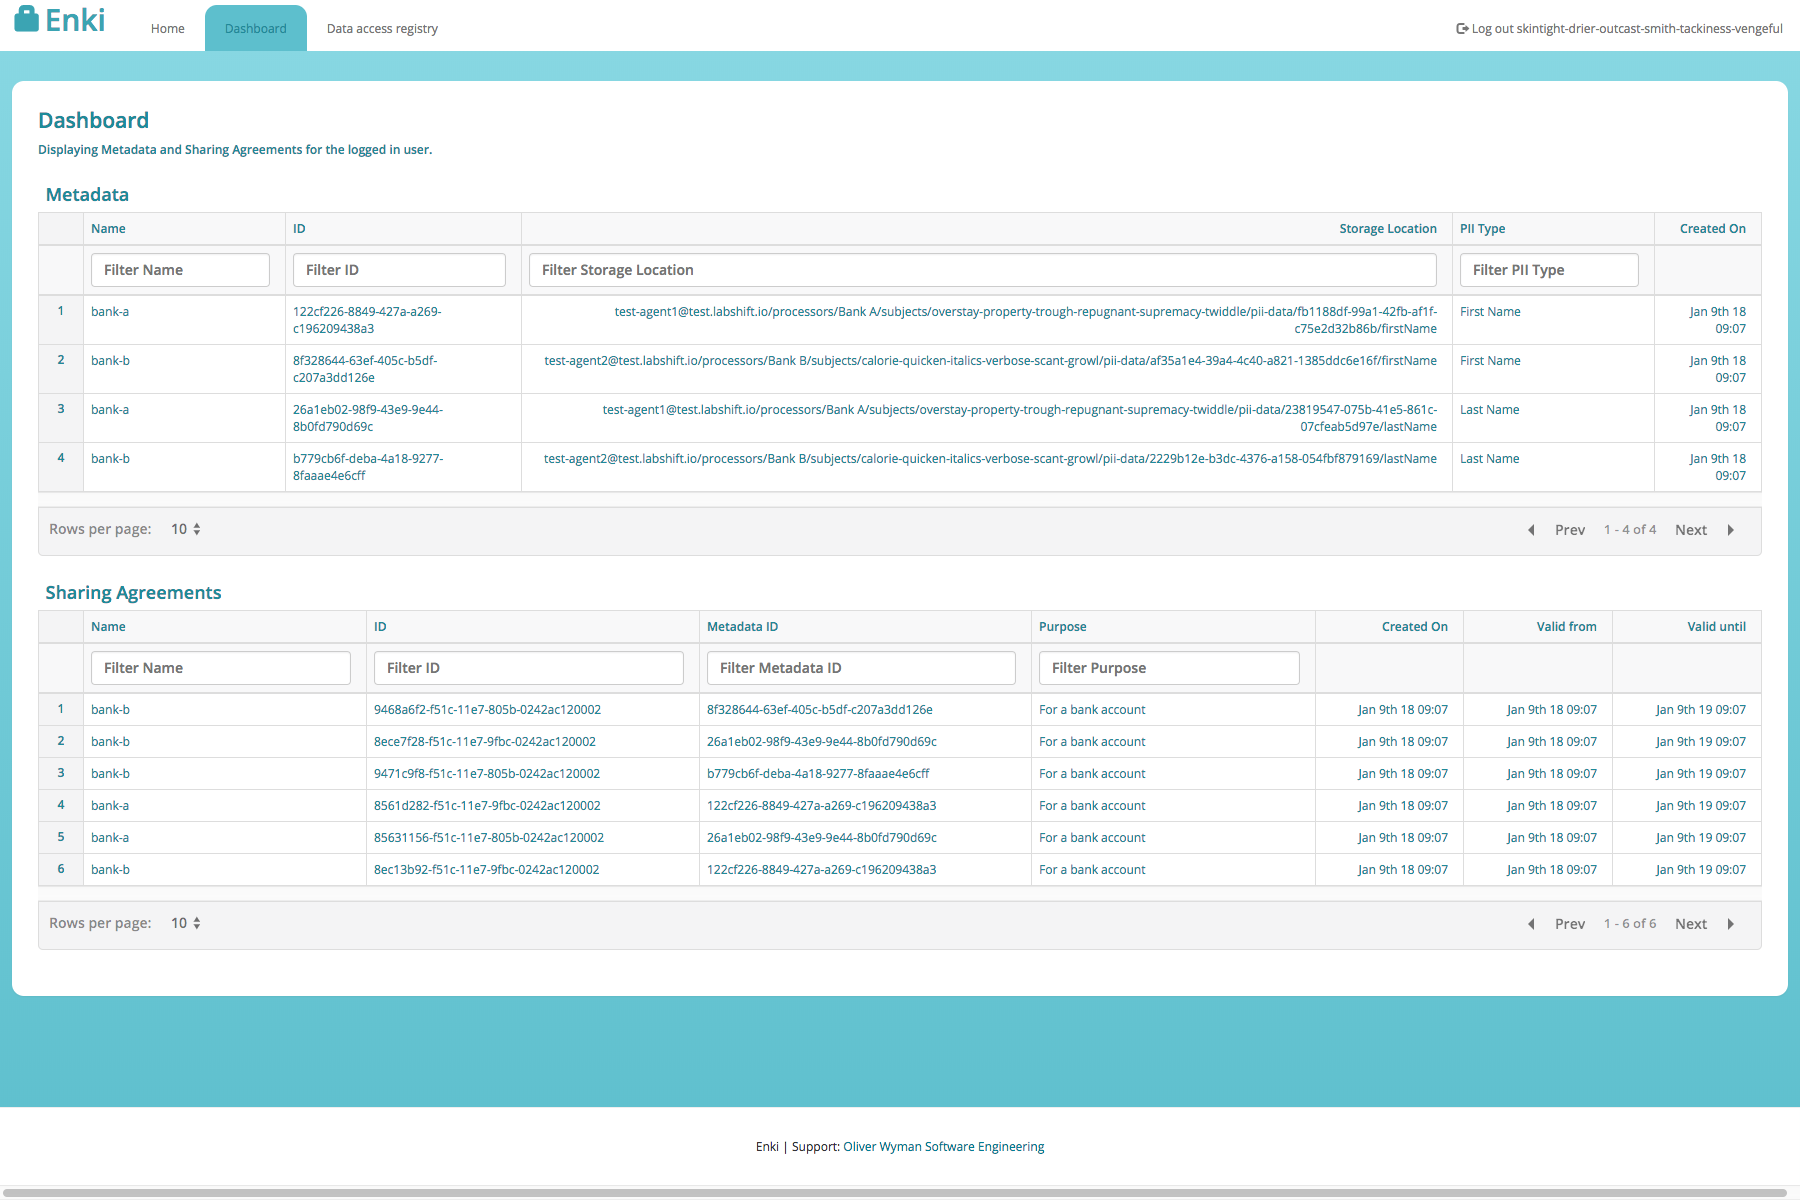 Enki
Home
Dashboard
Data access registry
Log out skintight-drier-outcast-smith-tackiness-vengeful
Dashboard
Displaying Metadata and Sharing Agreements for the logged in user.
Metadata
Name ID Storage Location PII Type Created On
Filter Name Filter ID Filter Storage Location Filter PII Type
1 bank-a 122cf226-8849-427a-a269- test-agent1@test.labshift.io/processors/Bank A/subjects/overstay-property-trough-repugnant-supremacy-twiddle/pii-data/fb1188df-99a1-42fb-af1f- First Name Jan 9th 18
c196209438a3 c75e2d32b86b/firstName 09:07
2 bank-b 8f328644-63ef-405c-b5df- test-agent2@test.labshift.io/processors/Bank B/subjects/calorie-quicken-italics-verbose-scant-growl/pii-data/af35a1e4-39a4-4c40-a821-1385ddc6e16f/firstName First Name Jan 9th 18
c207a3dd126e 09:07
3 bank-a 26a1eb02-98f9-43e9-9e44- test-agent1@test.labshift.io/processors/Bank A/subjects/overstay-property-trough-repugnant-supremacy-twiddle/pii-data/23819547-075b-41e5-861c- Last Name Jan 9th 18
8b0fd790d69c 07cfeab5d97e/lastName 09:07
4 bank-b b779cb6f-deba-4a18-9277- test-agent2@test.labshift.io/processors/Bank B/subjects/calorie-quicken-italics-verbose-scant-growl/pii-data/2229b12e-b3dc-4376-a158-054fbf879169/lastName Last Name Jan 9th 18
8faaae4e6cff 09:07
Rows per page: 10 Prev 1 - 4 of 4 Next
Sharing Agreements
Name ID Metadata ID Purpose Created On Valid from Valid until
Filter Name Filter ID Filter Metadata ID Filter Purpose
1 bank-b 9468a6f2-f51c-11e7-805b-0242ac120002 8f328644-63ef-405c-b5df-c207a3dd126e For a bank account Jan 9th 18 09:07 Jan 9th 18 09:07 Jan 9th 19 09:07
2 bank-b 8ece7f28-f51c-11e7-9fbc-0242ac120002 26a1eb02-98f9-43e9-9e44-8b0fd790d69c For a bank account Jan 9th 18 09:07 Jan 9th 18 09:07 Jan 9th 19 09:07
3 bank-b 9471c9f8-f51c-11e7-805b-0242ac120002 b779cb6f-deba-4a18-9277-8faaae4e6cff For a bank account Jan 9th 18 09:07 Jan 9th 18 09:07 Jan 9th 19 09:07
4 bank-a 8561d282-f51c-11e7-9fbc-0242ac120002 122cf226-8849-427a-a269-c196209438a3 For a bank account Jan 9th 18 09:07 Jan 9th 18 09:07 Jan 9th 19 09:07
5 bank-a 85631156-f51c-11e7-805b-0242ac120002 26a1eb02-98f9-43e9-9e44-8b0fd790d69c For a bank account Jan 9th 18 09:07 Jan 9th 18 09:07 Jan 9th 19 09:07
6 bank-b 8ec13b92-f51c-11e7-9fbc-0242ac120002 122cf226-8849-427a-a269-c196209438a3 For a bank account Jan 9th 18 09:07 Jan 9th 18 09:07 Jan 9th 19 09:07
Rows per page: 10 Prev 1 - 6 of 6 Next
Enki | Support: Oliver Wyman Software Engineering